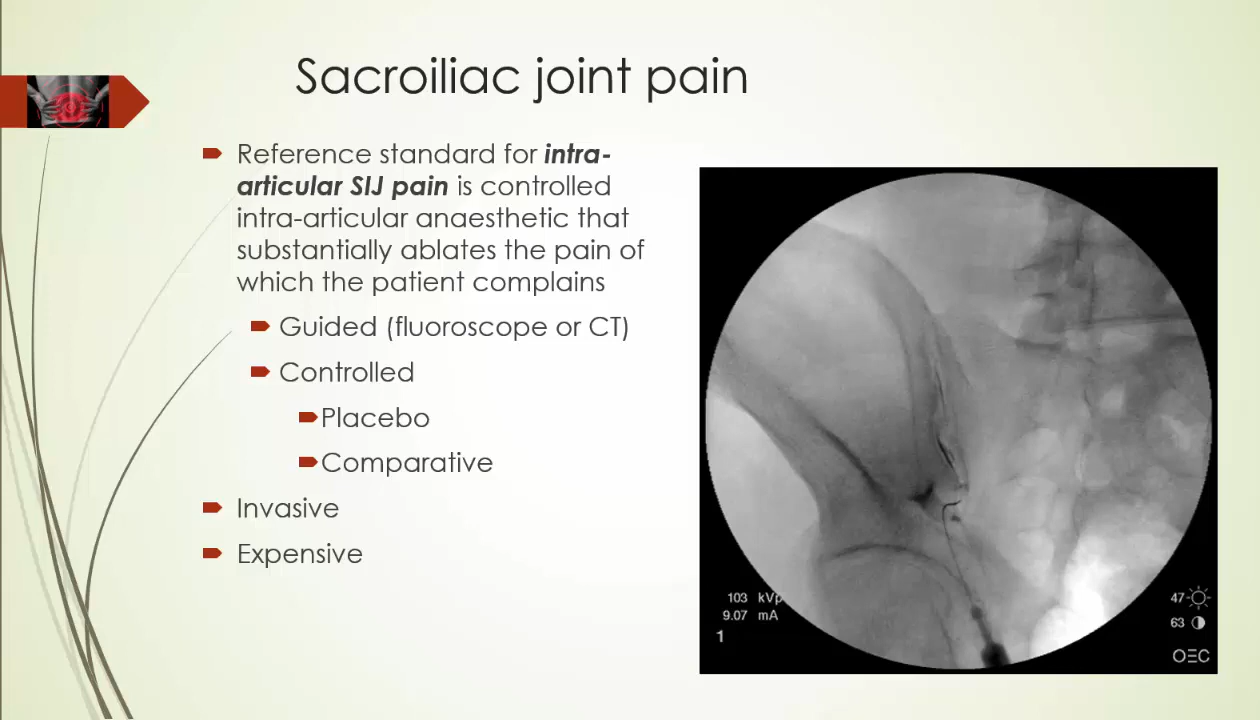 Sacroiliac joint pain
Reference standard for intra-
articular SIJ pain is controlled
intra-articular anaesthetic that
substantially ablates the pain of
which the patient complains
Guided (fluoroscope or CT)
Controlled
Placebo
Comparative
Invasive
Expensive
103 kVp
9.07 mA
1
47
63
OEC